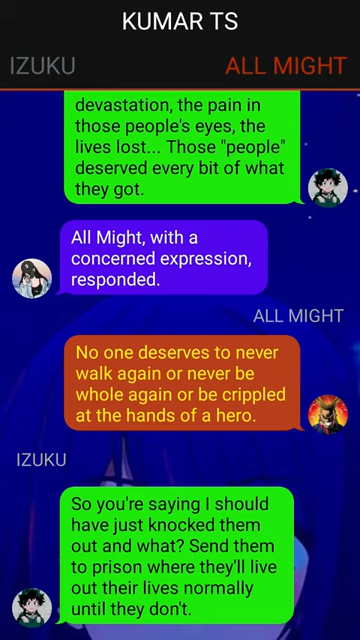 KUMAR TS
IZUKU
ALL MIGHT
devastation, the pain in
those people's eyes, the
lives lost... Those "people"
deserved every bit of what
they got.
All Might, with a
concerned expression,
responded.
ALL MIGHT
No one deserves to never
walk again or never be
whole again or be crippled
at the hands of a hero.
IZUKU
So you're saying I should
have just knocked them
out and what? Send them
to prison where they'll live
out their lives normally
until they don't.